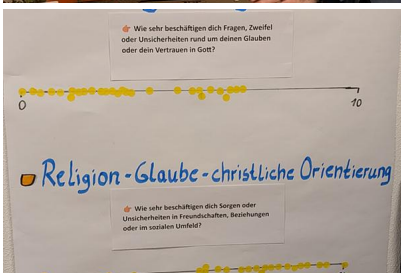 Wie sehr beschäftigen dich Fragen, Zweifel
oder Unsicherheiten rund um deinen Glauben
oder dein Vertrauen in Gott?
0
10
Religion-Glaube-christliche Orientierung
Wie sehr beschäftigen dich Sorgen oder
Unsicherheiten in Freundschaften, Beziehungen
oder im sozialen Umfeld?